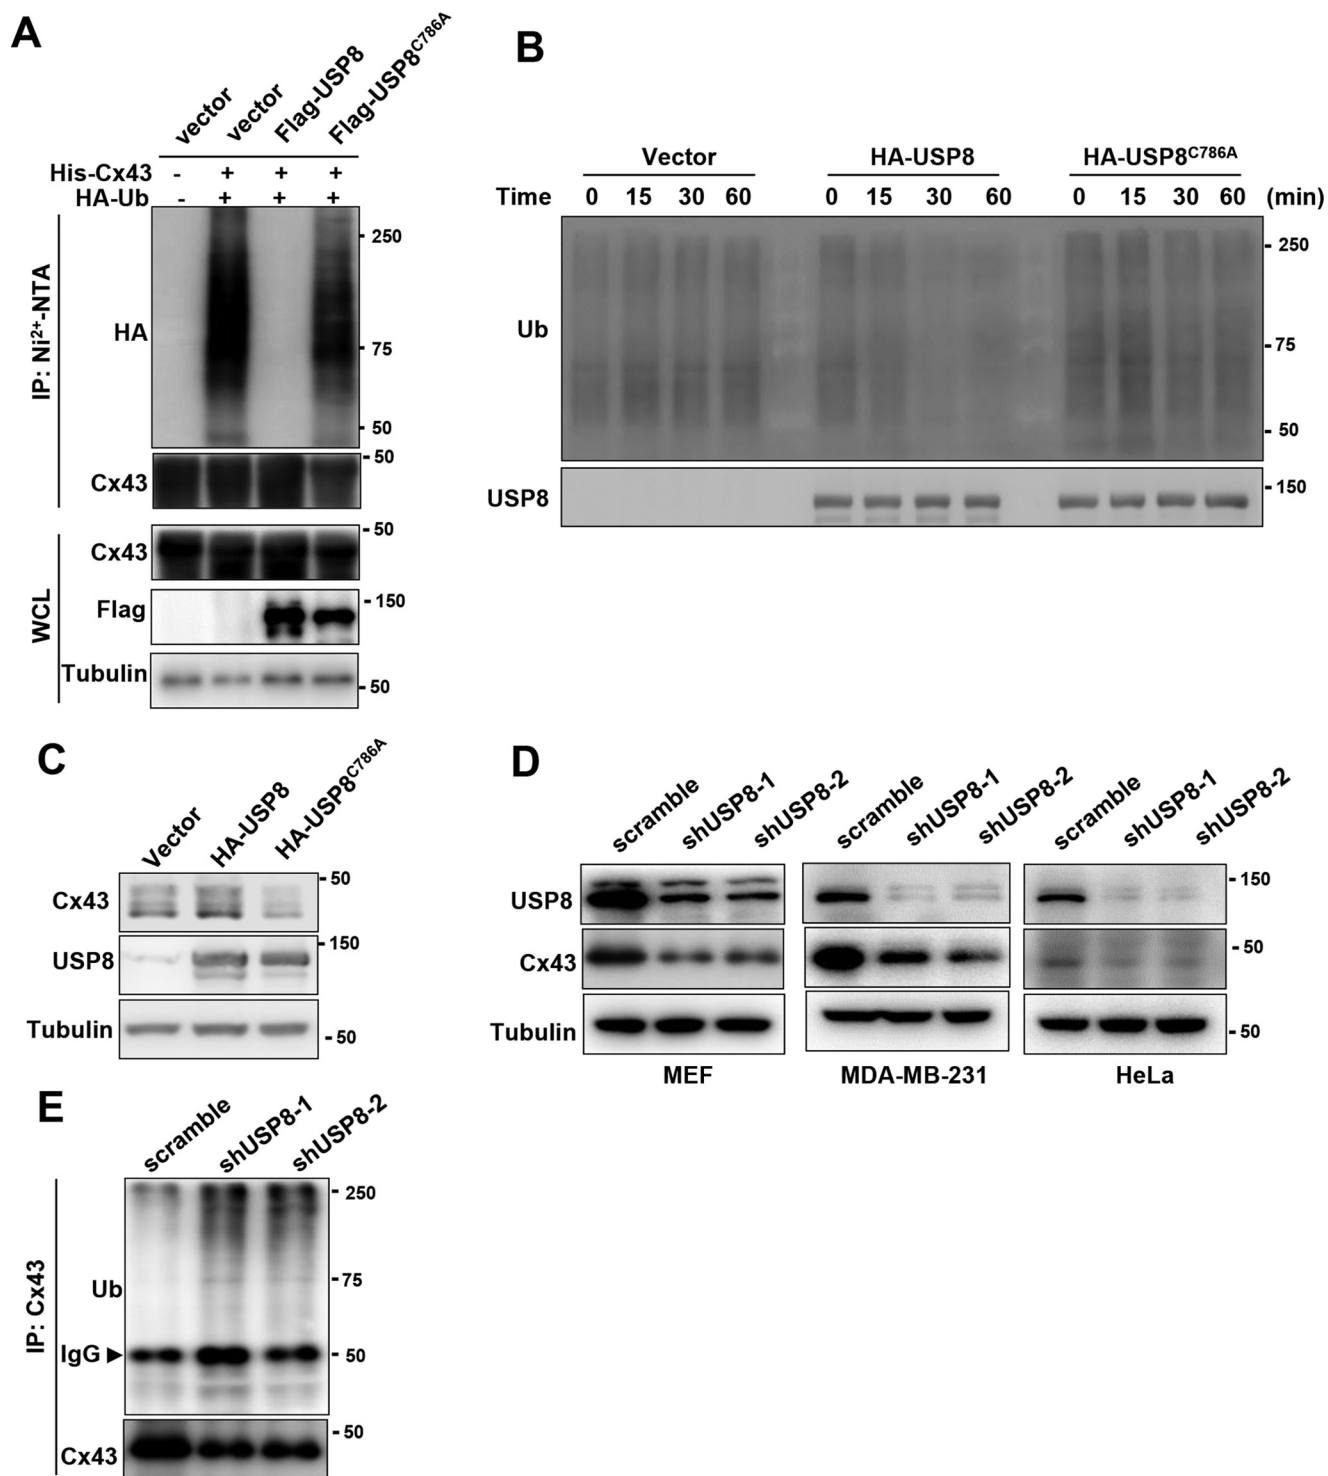 A
vector
vector
Flag-USP8
Flag-USP8C786A
His-Cx43 - + + +
HA-Ub - + + +
IP: Ni2+-NTA
HA
250
75
50
Cx43
50
WCL
Cx43
50
Flag
150
Tubulin
50
B
Vector HA-USP8 HA-USP8C786A
Time 0 15 30 60 0 15 30 60 0 15 30 60 (min)
Ub
250
75
50
USP8
150
C
Vector
HA-USP8
HA-USP8C786A
Cx43
50
USP8
150
Tubulin
50
D
scramble
shUSP8-1
shUSP8-2
scramble
shUSP8-1
shUSP8-2
scramble
shUSP8-1
shUSP8-2
USP8
150
Cx43
50
Tubulin
50
MEF MDA-MB-231 HeLa
E
scramble
shUSP8-1
shUSP8-2
IP: Cx43
Ub
250
75
IgG
50
Cx43
50